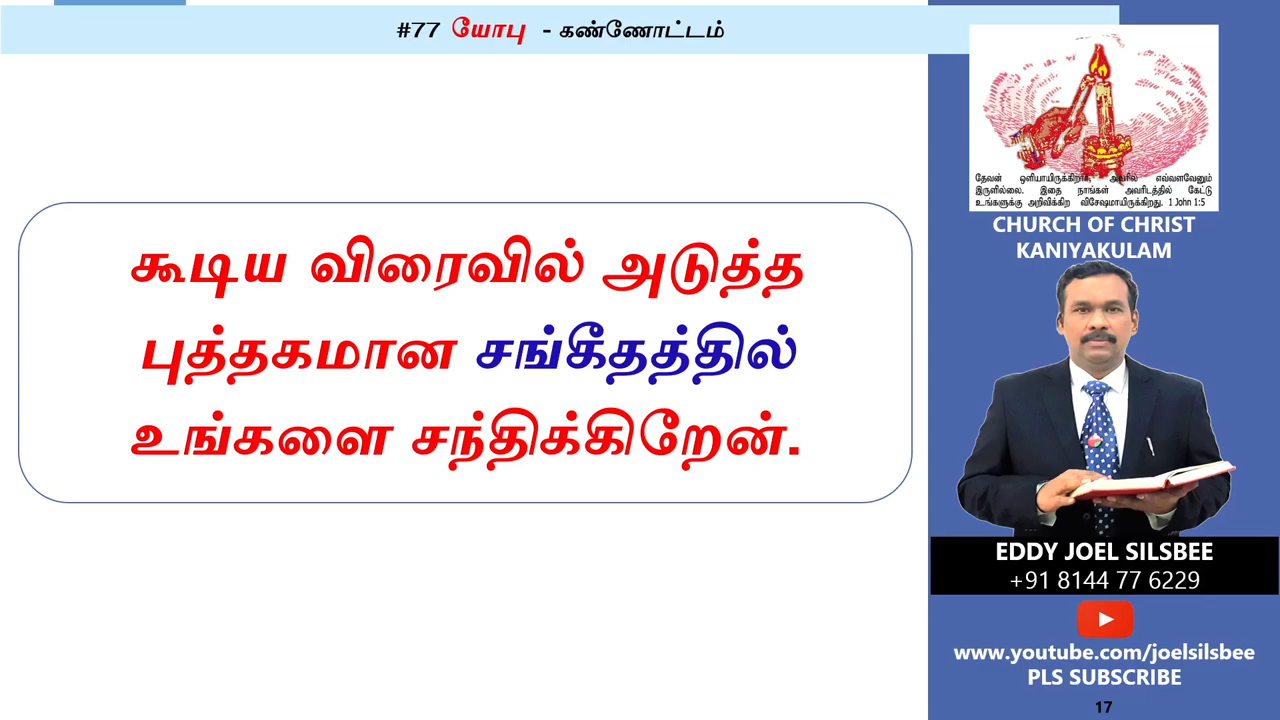 #77 யோபு - கண்ணோட்டம்
கூடிய விரைவில் அடுத்த
புத்தகமான சங்கீதத்தில்
உங்களை சந்திக்கிறேன்.
தேவன் ஒளியாயிருக்கிறார், அவரில் எவ்வளவேனும்
இருளில்லை. இதை நாங்கள் அவரிடத்தில் கேட்டு
உங்களுக்கு அறிவிக்கிற விசேஷமாயிருக்கிறது. 1 John 1:5
CHURCH OF CHRIST
KANIYAKULAM
EDDY JOEL SILSBEE
+91 8144 77 6229
www.youtube.com/joelsilsbee
PLS SUBSCRIBE
17